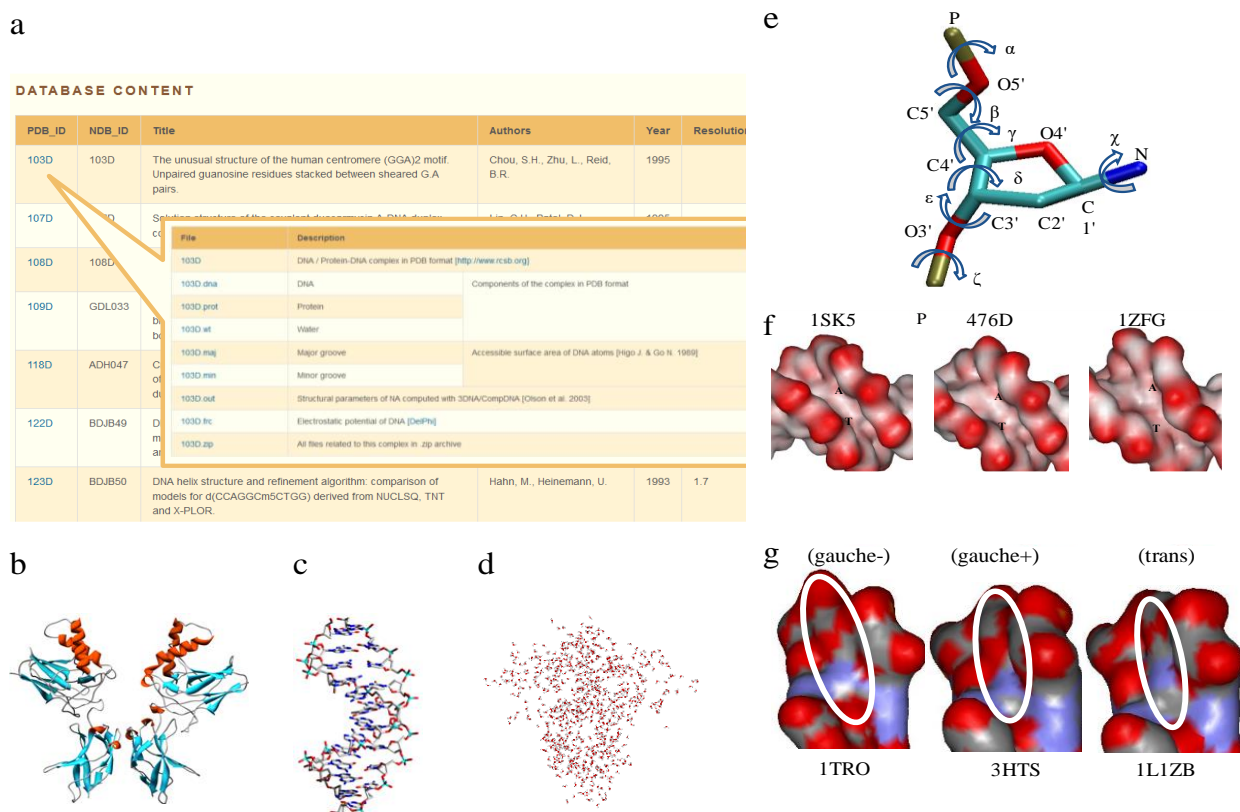 a
DATABASE CONTENT
PDB_ID NDB_ID Title Authors Year Resolution
103D 103D The unusual structure of the human centromere (GGA)2 motif. Chou, S.H., Zhu, L., Reid, 1995
Unpaired guanosine residues stacked between sheared G.A B.R.
pairs.
107D
108D 108D
109D GDL033
118D ADH047
122D BDJB49
123D BDJB50 DNA helix structure and refinement algorithm: comparison of Hahn, M., Heinemann, U. 1993 1.7
models for d(CCAGGCm5CTGG) derived from NUCLSQ, TNT
and X-PLOR.
File Description
103D DNA / Protein-DNA complex in PDB format [http://www.rcsb.org]
103D.dna DNA Components of the complex in PDB format
103D.prot Protein
103D.wt Water
103D.maj Major groove Accessible surface area of DNA atoms [Higo J. & Go N. 1989]
103D.min Minor groove
103D.out Structural parameters of NA computed with 3DNA/CompDNA [Olson et al. 2003]
103D.frc Electrostatic potential of DNA [DelPhi]
103D.zip All files related to this complex in .zip archive
b
c
d
e
P
α
O5'
C5'
β
γ
O4'
χ
N
C4'
δ
ε
O3'
C3'
C2'
C
1'
ζ
f
1SK5 P 476D 1ZFG
A A A
T T T
g (gauche-) (gauche+) (trans)
1TRO 3HTS 1L1ZB